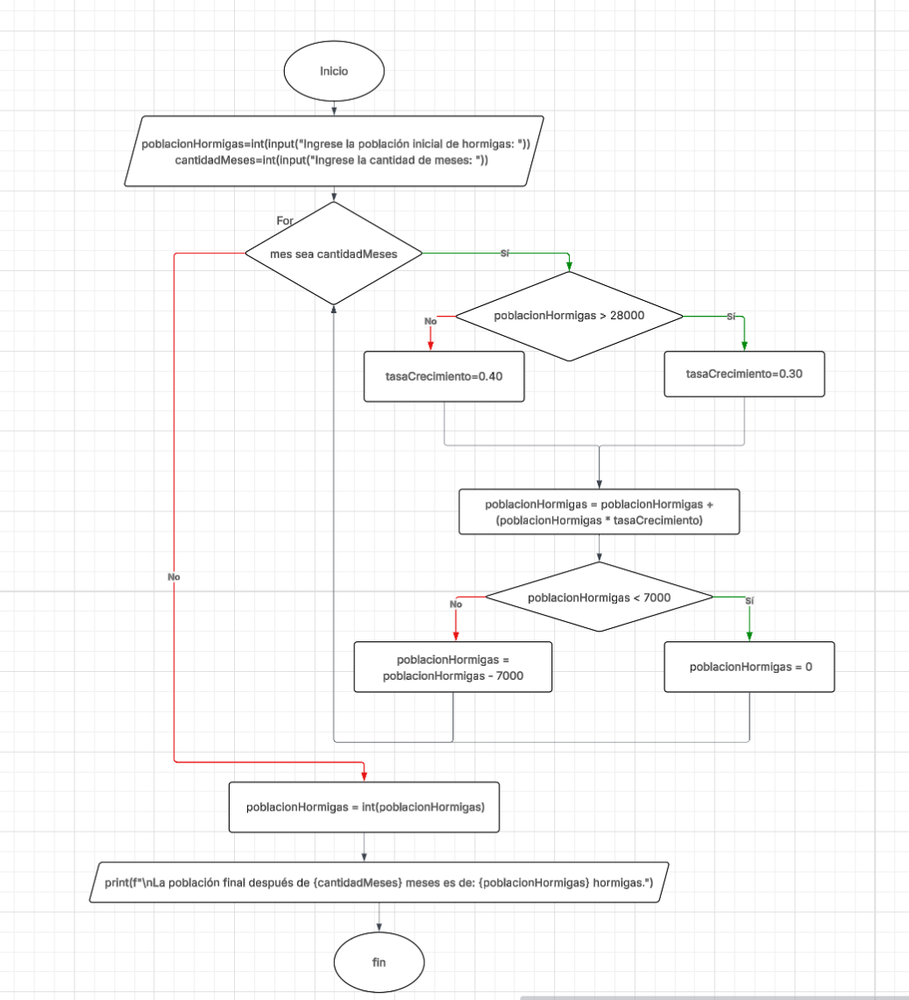 Inicio
poblacionHormigas=int(input("Ingrese la población inicial de hormigas: "))
cantidadMeses=int(input("Ingrese la cantidad de meses: "))
For
mes sea cantidadMeses
Sí
poblacionHormigas > 28000
No
Sí
tasaCrecimiento=0.40
tasaCrecimiento=0.30
poblacionHormigas = poblacionHormigas +
(poblacionHormigas * tasaCrecimiento)
No
poblacionHormigas < 7000
No
Sí
poblacionHormigas =
poblacionHormigas - 7000
poblacionHormigas = 0
poblacionHormigas = int(poblacionHormigas)
print(f"\nLa población final después de {cantidadMeses} meses es de: {poblacionHormigas} hormigas.")
fin